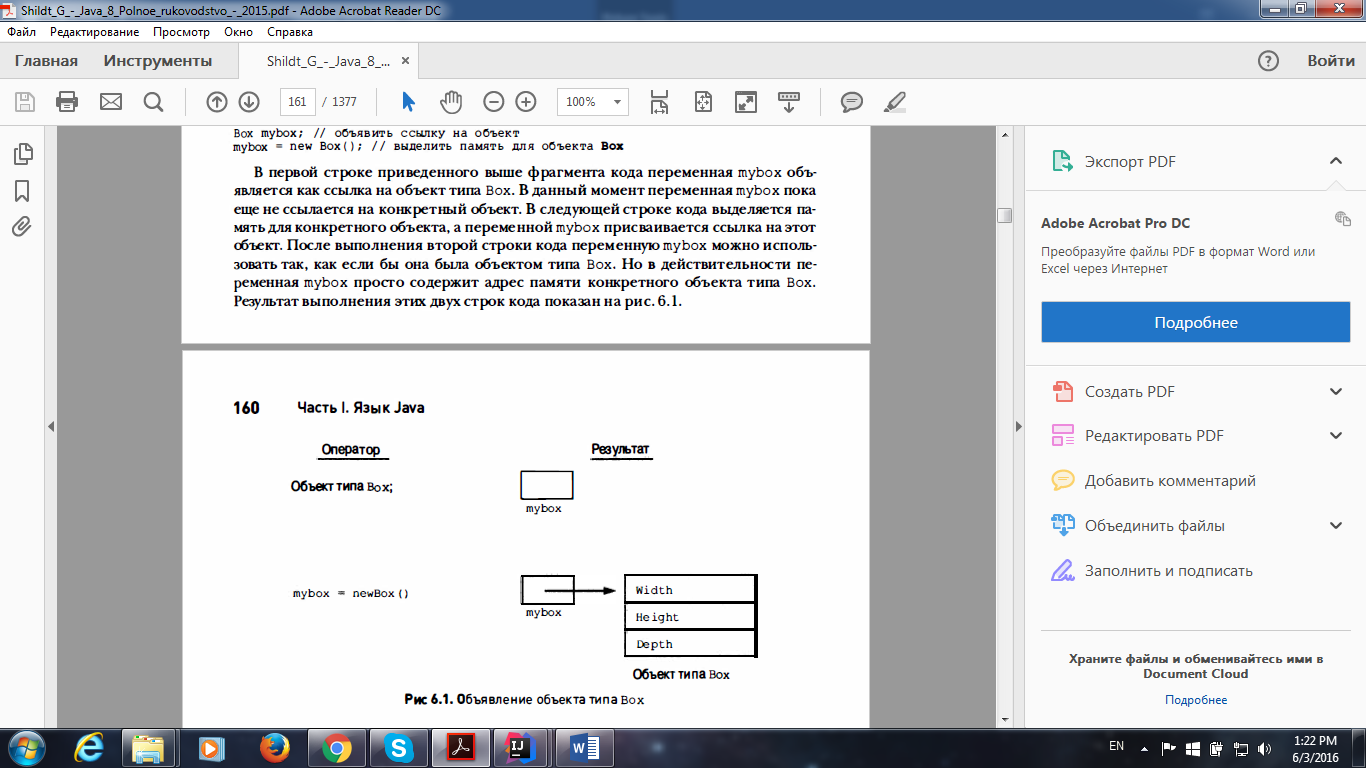 Shildt_G_-_Java_8_Polnoe_rukovodstvo_-_2015.pdf - Adobe Acrobat Reader DC
Файл Редактирование Просмотр Окно Справка
Главная Инструменты Shildt_G_-_Java_8_... × Войти
161 / 1377 100%
Box mybox; // объявить ссылку на объект
mybox = new Box(); // выделить память для объекта Box
В первой строке приведенного выше фрагмента кода переменная mybox объ-
является как ссылка на объект типа Box. В данный момент переменная mybox пока
еще не ссылается на конкретный объект. В следующей строке кода выделяется па-
мять для конкретного объекта, а переменной mybox присваивается ссылка на этот
объект. После выполнения второй строки кода переменную mybox можно исполь-
зовать так, как если бы она была объектом типа Box. Но в действительности пе-
ременная mybox просто содержит адрес памяти конкретного объекта типа Box.
Результат выполнения этих двух строк кода показан на рис. 6.1.
160 Часть I. Язык Java
Оператор Результат
Объект типа Box;
mybox
mybox = newBox()
mybox
Width
Height
Depth
Объект типа Box
Рис 6.1. Объявление объекта типа Box
Экспорт PDF
Adobe Acrobat Pro DC
Преобразуйте файлы PDF в формат Word или
Excel через Интернет
Подробнее
Создать PDF
Редактировать PDF
Добавить комментарий
Объединить файлы
Заполнить и подписать
Храните файлы и обменивайтесь ими в
Document Cloud
Подробнее
EN
1:22 PM
6/3/2016